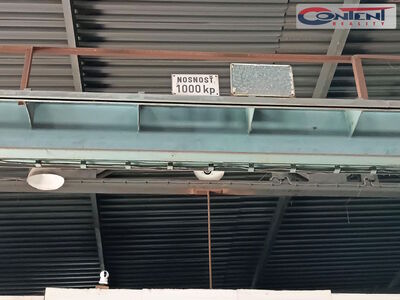 CONTENT
REALITY
NOSNOSŤ
1000 kp.